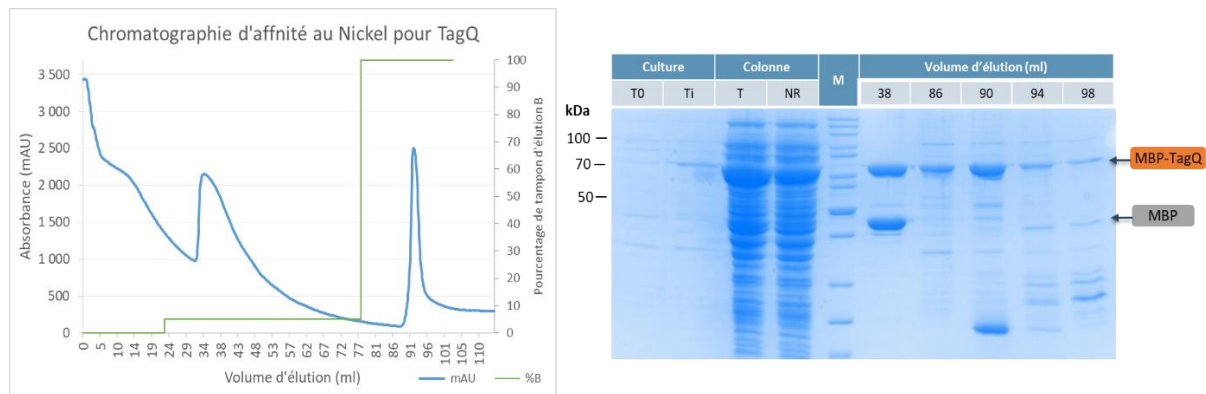 Chromatographie d'affnité au Nickel pour TagQ
Absorbance (mAU)
3 500
3 000
2 500
2 000
1 500
1 000
500
0
0 5 10 14 19 24 29 34 38 43 48 53 57 62 67 72 77 81 86 91 96 100 105 110
Volume d'élution (ml)
100
90
80
70
60
50
40
30
20
10
0
Pourcentage de tampon d'élution B
mAU %B
Culture Colonne M Volume d'élution (ml)
T0 Ti T NR 38 86 90 94 98
kDa
100
70
50
MBP-TagQ
MBP